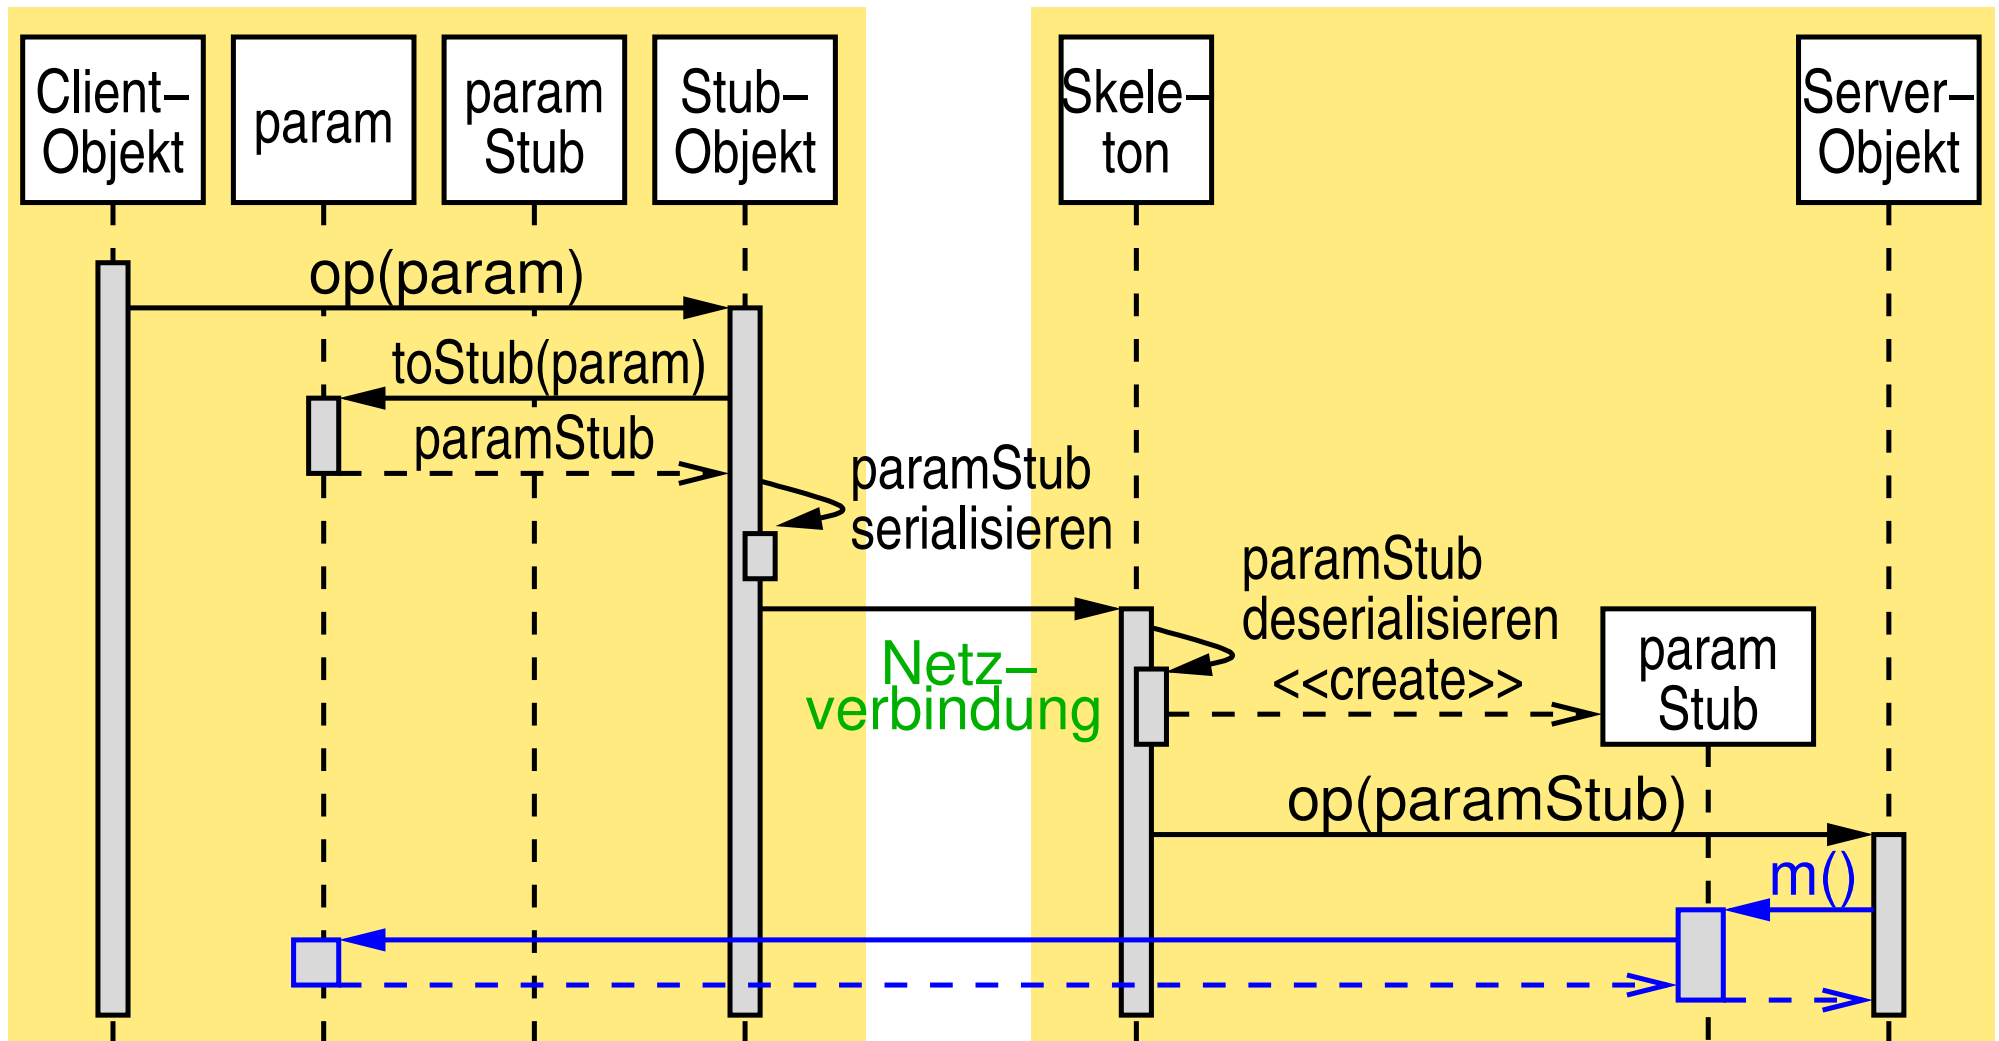 Client–
Objekt
param
param
Stub
Stub–
Objekt
Skele–
ton
Server–
Objekt
op(param)
toStub(param)
paramStub
paramStub
serialisieren
paramStub
deserialisieren
<<create>>
param
Stub
Netz–
verbindung
op(paramStub)
m()